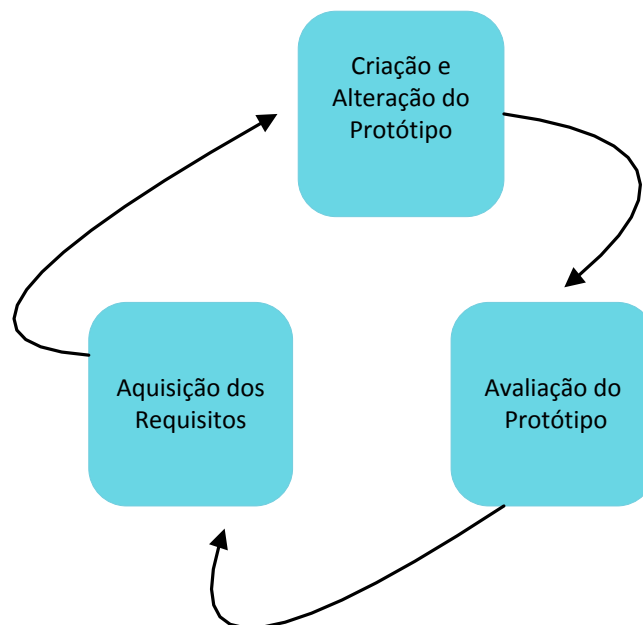 Criação e
Alteração do
Protótipo
Aquisição dos
Requisitos
Avaliação do
Protótipo